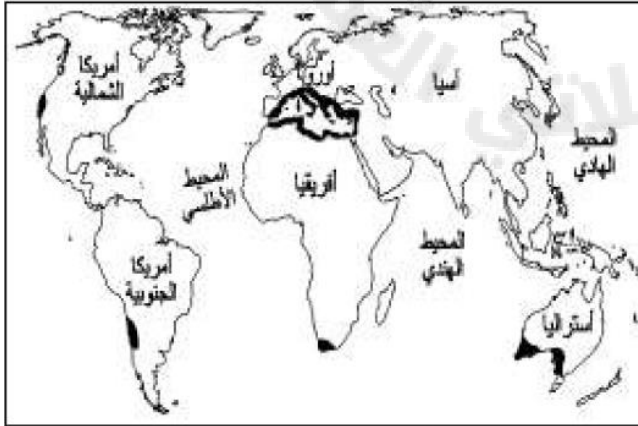 أمريكا
الشمالية
أوروبا
آسيا
المحيط
الهادي
المحيط
الأطلسي
أفريقيا
المحيط
الهندي
أمريكا
الجنوبية
أستراليا